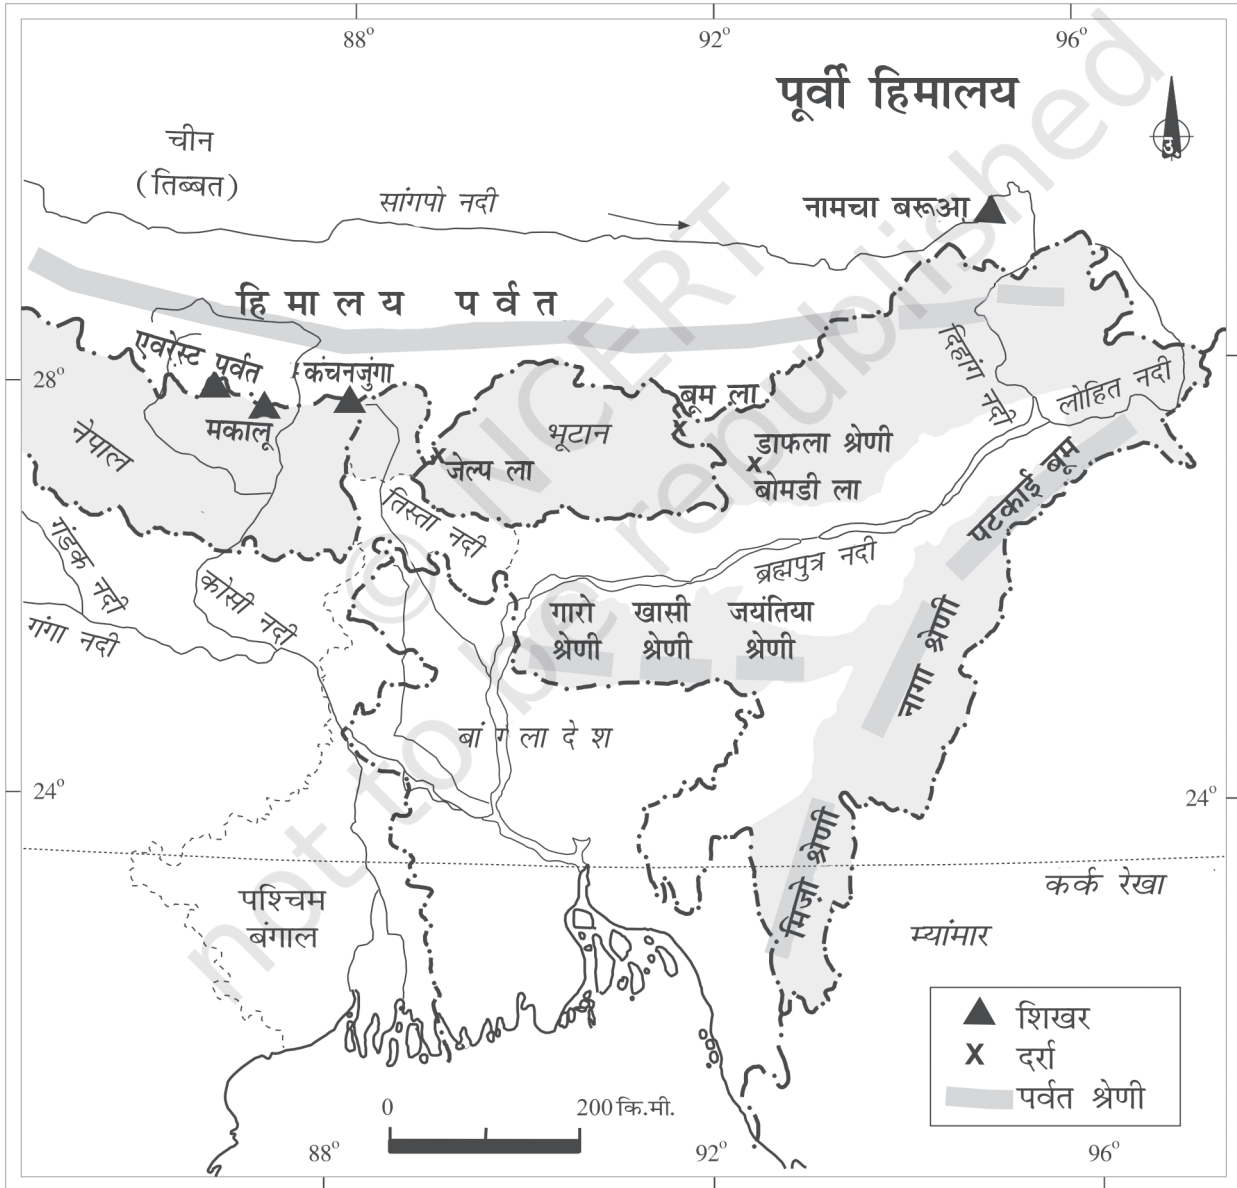 88° 92° 96°
पूर्वी हिमालय
उ.
चीन
(तिब्बत)
सांगपो नदी
नामचा बरूआ
हिमालय पर्वत
एवरेस्ट पर्वत
कंचनजुंगा
मकालू
28°
नेपाल
जेल्प ला
भूटान
बूम ला
डाफला श्रेणी
बोमडी ला
दिहांग नदी
लोहित नदी
पटकाई बूम
तिस्ता नदी
ब्रह्मपुत्र नदी
गंडक नदी
कोसी नदी
गंगा नदी
गारो श्रेणी
खासी श्रेणी
जयंतिया श्रेणी
नागा श्रेणी
बांगलादेश
24° 24°
मिज़ो श्रेणी
कर्क रेखा
पश्चिम
बंगाल
म्यांमार
शिखर
x दर्रा
पर्वत श्रेणी
0 200 कि.मी.
88° 92° 96°
© NCERT
not to be republished